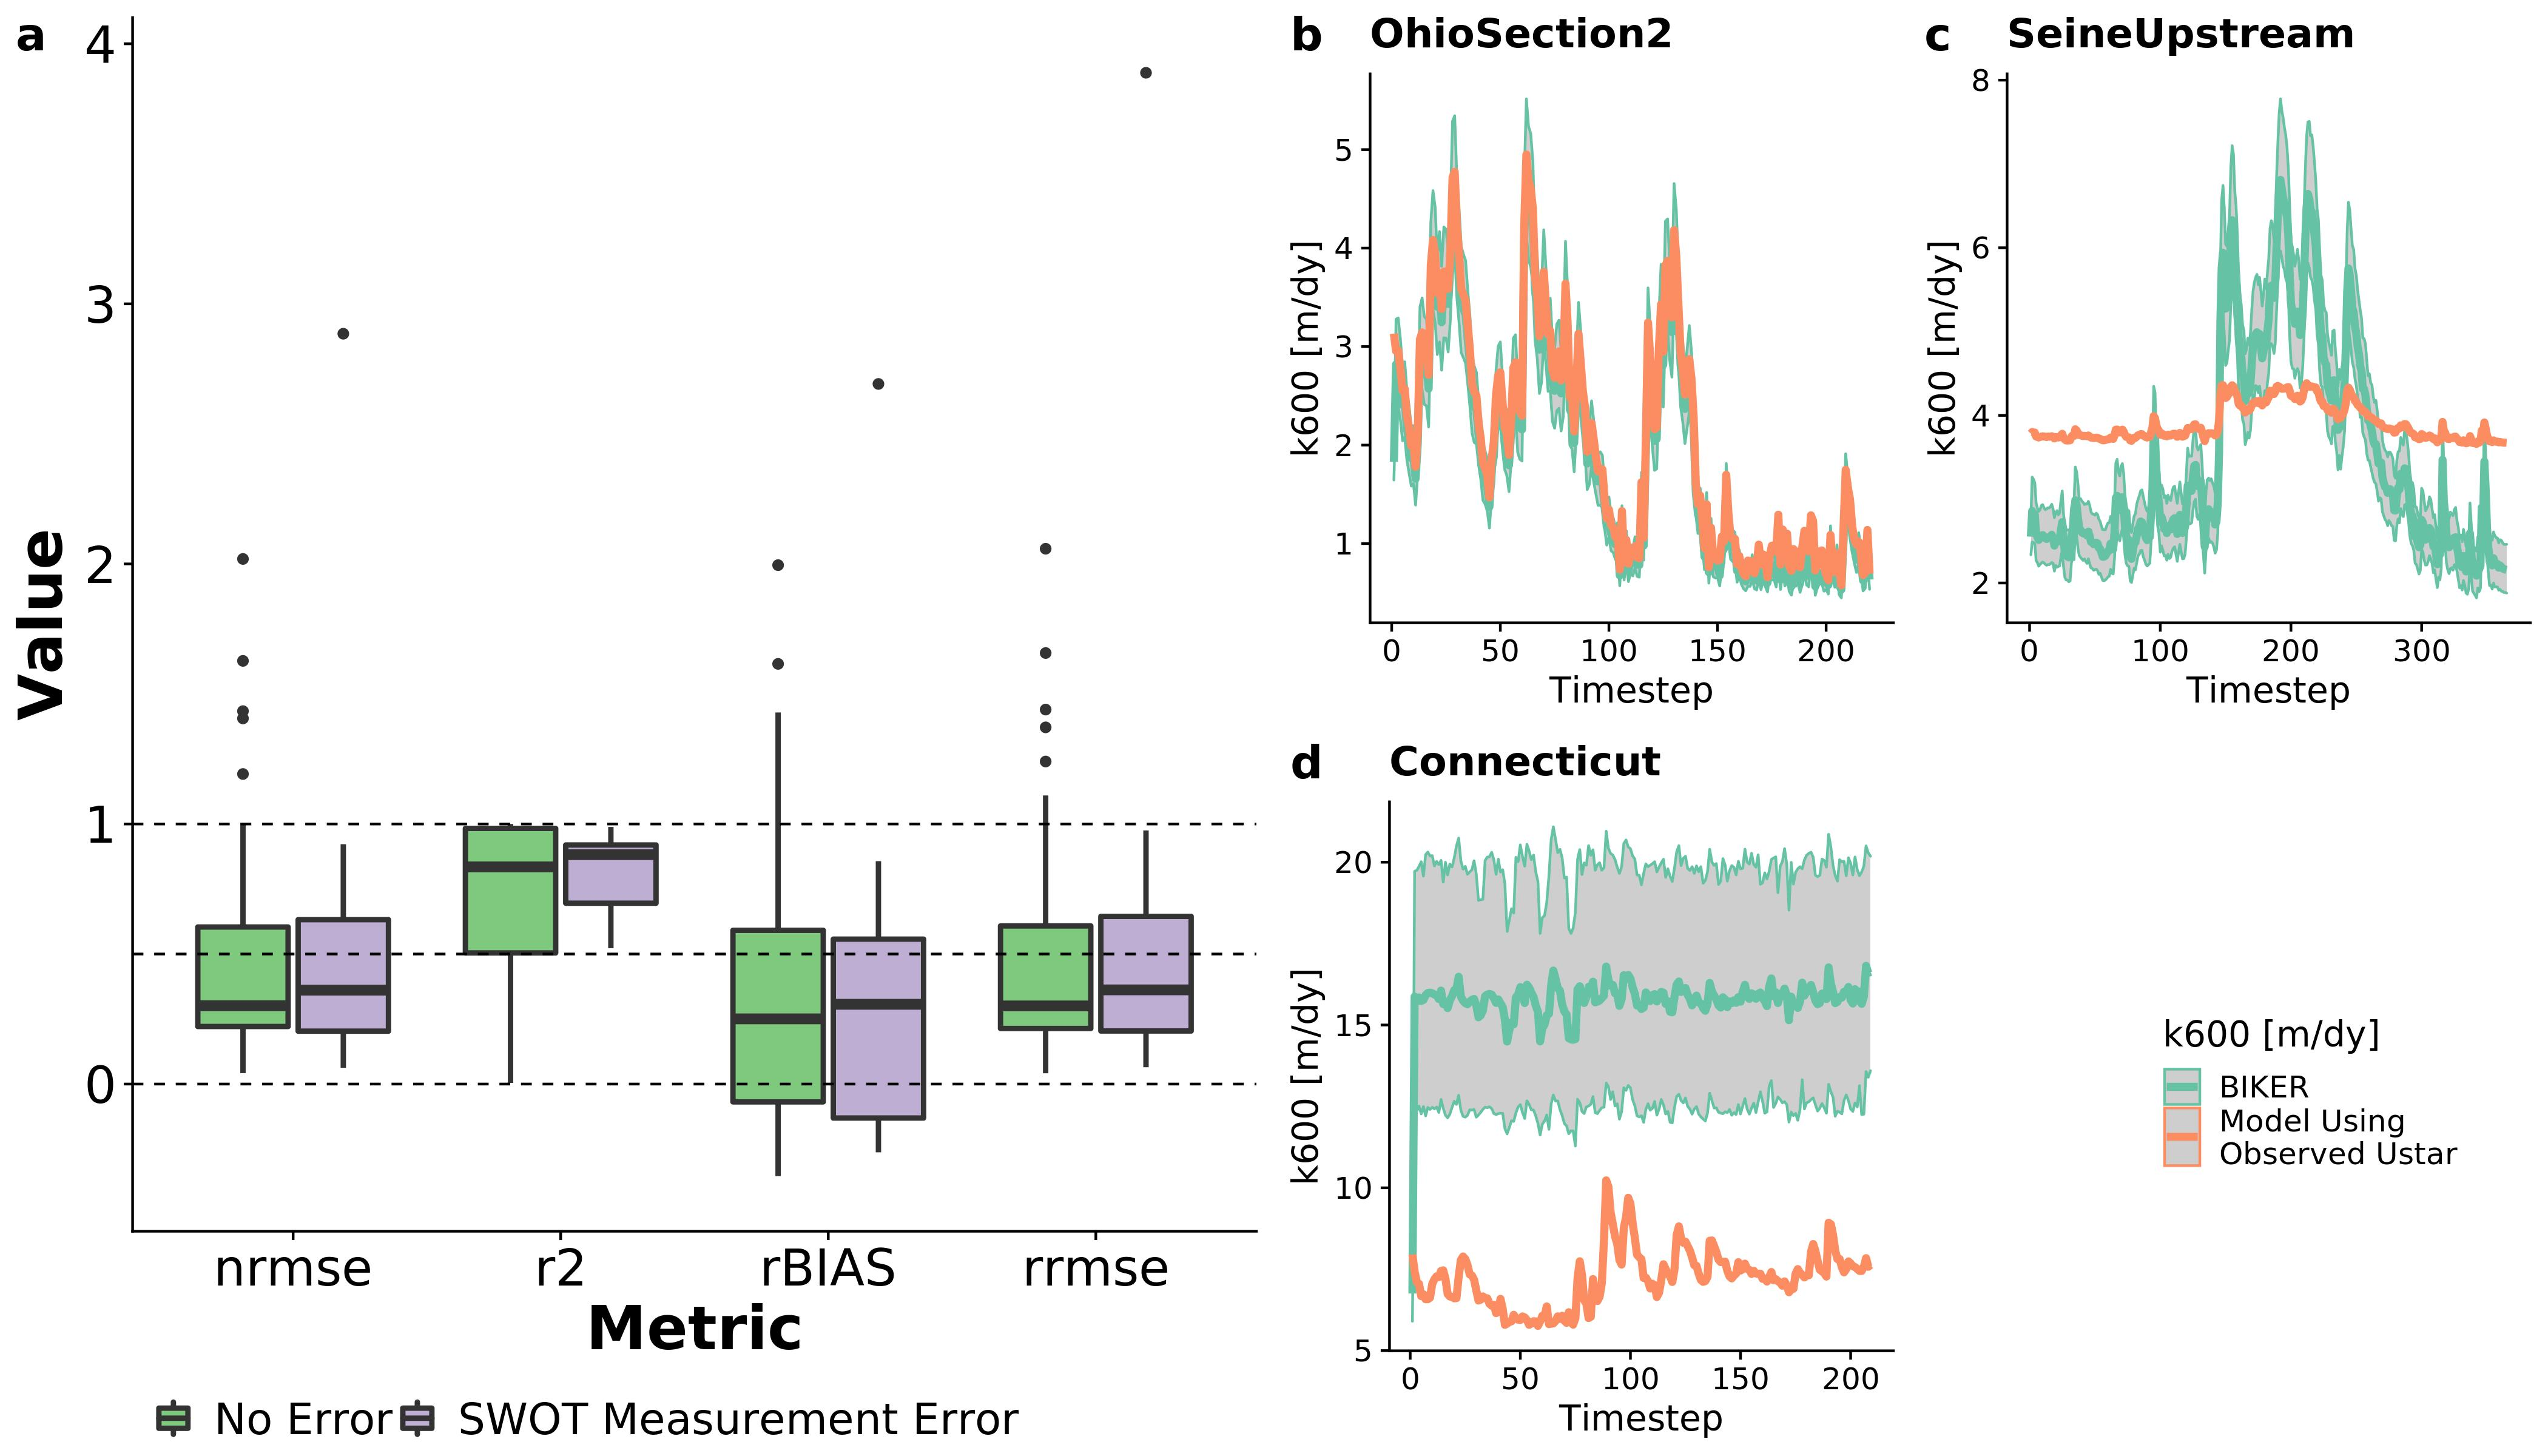 a
4
3
2
1
0
Value
nrmse r2 rBIAS rrmse
Metric
No Error SWOT Measurement Error
b OhioSection2
5
4
3
2
1
k600 [m/dy]
0 50 100 150 200
Timestep
c SeineUpstream
8
6
4
2
k600 [m/dy]
0 100 200 300
Timestep
d Connecticut
20
15
10
5
k600 [m/dy]
0 50 100 150 200
Timestep
k600 [m/dy]
BIKER
Model Using
Observed Ustar